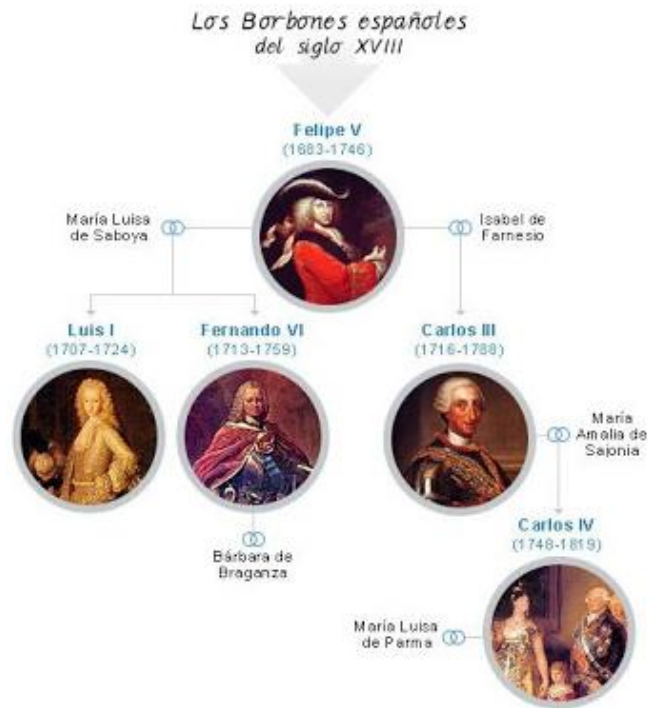 Los Borbones españoles
del siglo XVIII
Felipe V
(1683-1746)
María Luisa
de Saboya
Isabel de
Farnesio
Luis I
(1707-1724)
Fernando VI
(1713-1759)
Carlos III
(1716-1788)
María
Amalia de
Sajonia
Bárbara de
Braganza
Carlos IV
(1748-1819)
María Luisa
de Parma